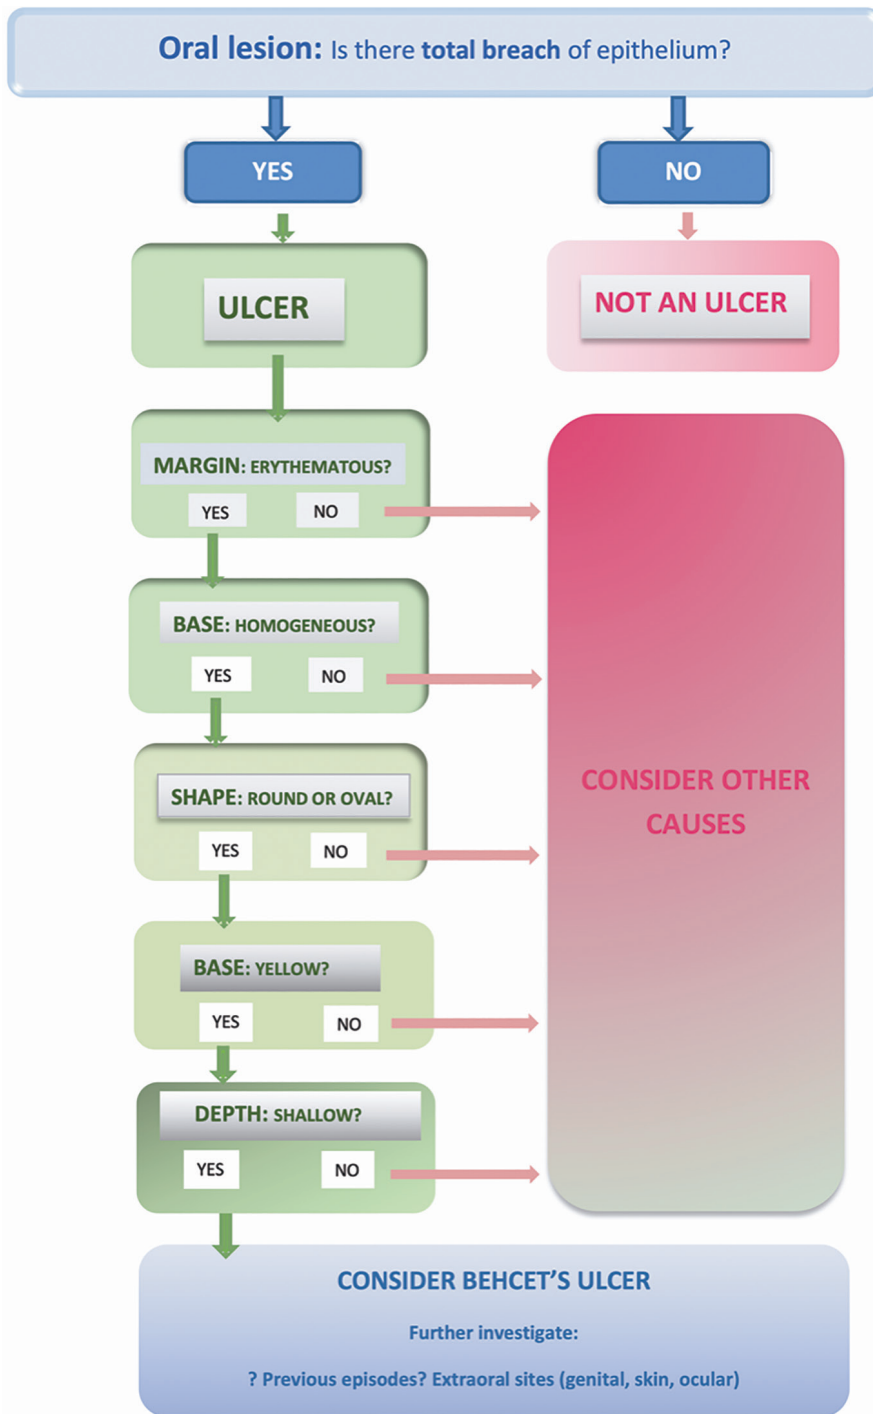 Oral lesion: Is there total breach of epithelium?
YES
NO
ULCER
NOT AN ULCER
MARGIN: ERYTHEMATOUS?
YES
NO
BASE: HOMOGENEOUS?
YES
NO
SHAPE: ROUND OR OVAL?
YES
NO
BASE: YELLOW?
YES
NO
DEPTH: SHALLOW?
YES
NO
CONSIDER OTHER
CAUSES
CONSIDER BEHCET'S ULCER
Further investigate:
? Previous episodes? Extraoral sites (genital, skin, ocular)